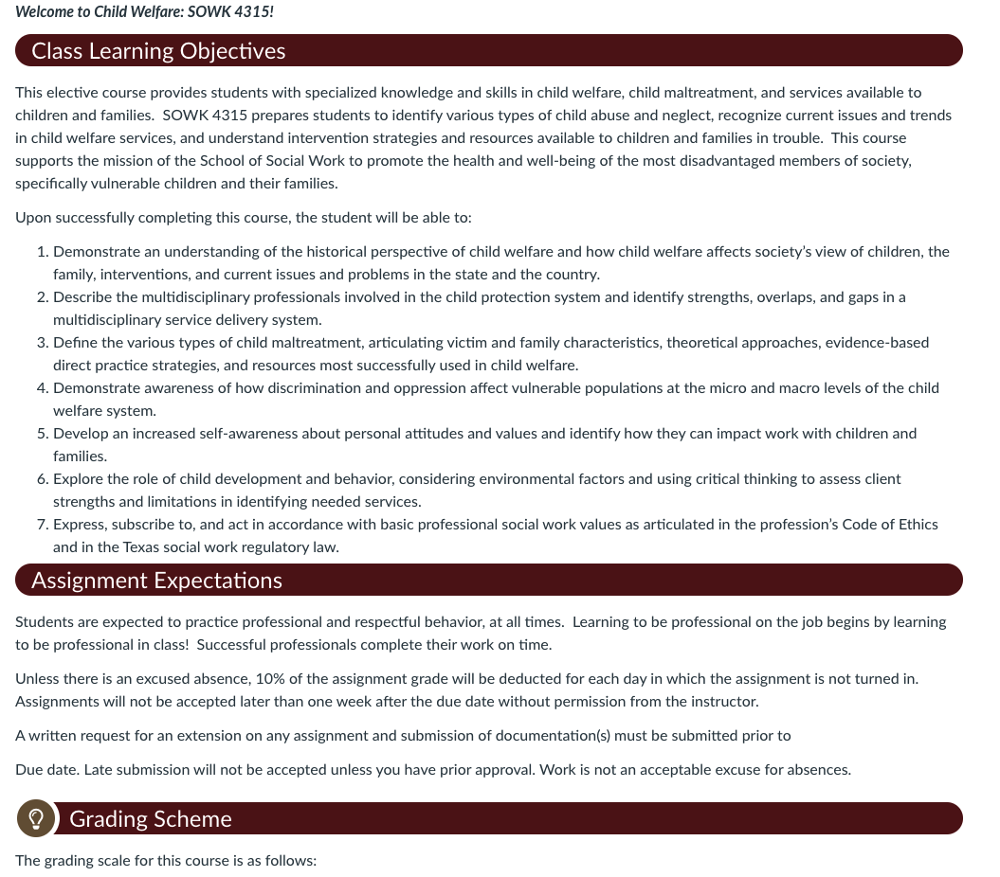 Welcome to Child Welfare: SOWK 4315!
Class Learning Objectives
This elective course provides students with specialized knowledge and skills in child welfare, child maltreatment, and services available to
children and families.  SOWK 4315 prepares students to identify various types of child abuse and neglect, recognize current issues and trends
in child welfare services, and understand intervention strategies and resources available to children and families in trouble.  This course
supports the mission of the School of Social Work to promote the health and well-being of the most disadvantaged members of society,
specifically vulnerable children and their families.
Upon successfully completing this course, the student will be able to:
1. Demonstrate an understanding of the historical perspective of child welfare and how child welfare affects society's view of children, the
family, interventions, and current issues and problems in the state and the country.
2. Describe the multidisciplinary professionals involved in the child protection system and identify strengths, overlaps, and gaps in a
multidisciplinary service delivery system.
3. Define the various types of child maltreatment, articulating victim and family characteristics, theoretical approaches, evidence-based
direct practice strategies, and resources most successfully used in child welfare.
4. Demonstrate awareness of how discrimination and oppression affect vulnerable populations at the micro and macro levels of the child
welfare system.
5. Develop an increased self-awareness about personal attitudes and values and identify how they can impact work with children and
families.
6. Explore the role of child development and behavior, considering environmental factors and using critical thinking to assess client
strengths and limitations in identifying needed services.
7. Express, subscribe to, and act in accordance with basic professional social work values as articulated in the profession's Code of Ethics
and in the Texas social work regulatory law.
Assignment Expectations
Students are expected to practice professional and respectful behavior, at all times.  Learning to be professional on the job begins by learning
to be professional in class!  Successful professionals complete their work on time.
Unless there is an excused absence, 10% of the assignment grade will be deducted for each day in which the assignment is not turned in.
Assignments will not be accepted later than one week after the due date without permission from the instructor.
A written request for an extension on any assignment and submission of documentation(s) must be submitted prior to
Due date. Late submission will not be accepted unless you have prior approval. Work is not an acceptable excuse for absences.
Grading Scheme
The grading scale for this course is as follows: